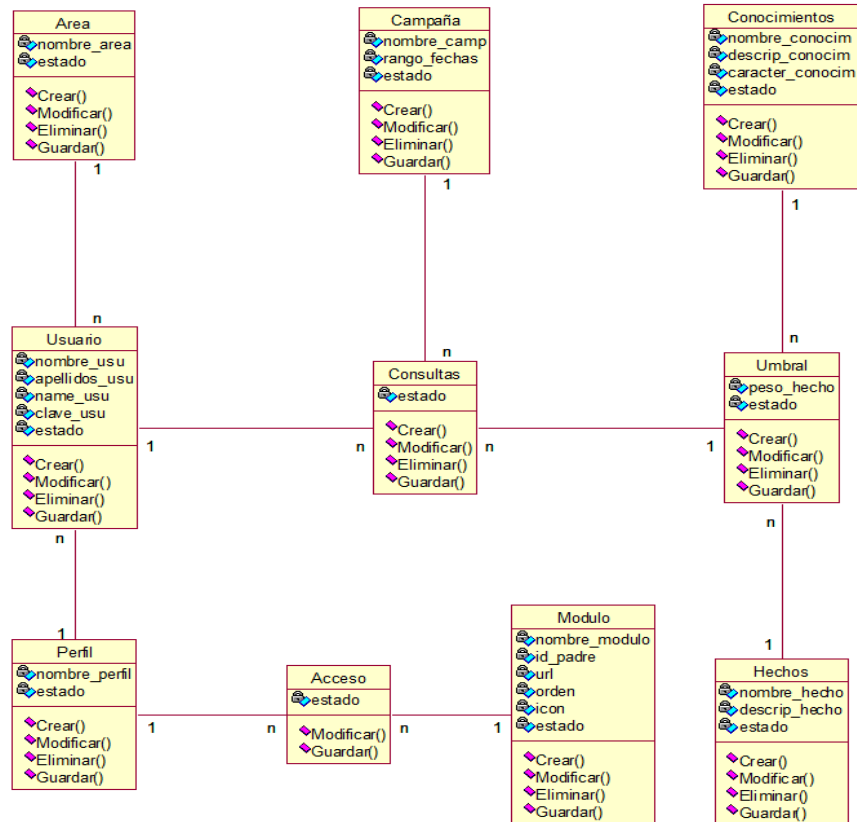 Area
nombre_area
estado
Crear()
Modificar()
Eliminar()
Guardar()
1
Campaña
nombre_camp
rango_fechas
estado
Crear()
Modificar()
Eliminar()
Guardar()
1
Conocimientos
nombre_conocim
descrip_conocim
caracter_conocim
estado
Crear()
Modificar()
Eliminar()
Guardar()
1
n
Usuario
nombre_usu
apellidos_usu
name_usu
clave_usu
estado
Crear()
Modificar()
Eliminar()
Guardar()
1
n
n
Consultas
estado
Crear()
Modificar()
Eliminar()
Guardar()
n
n
1
n
Umbral
peso_hecho
estado
Crear()
Modificar()
Eliminar()
Guardar()
n
1
Perfil
nombre_perfil
estado
Crear()
Modificar()
Eliminar()
Guardar()
1
n
Acceso
estado
Modificar()
Guardar()
n
1
Modulo
nombre_modulo
id_padre
url
orden
icon
estado
Crear()
Modificar()
Eliminar()
Guardar()
1
Hechos
nombre_hecho
descrip_hecho
estado
Crear()
Modificar()
Eliminar()
Guardar()